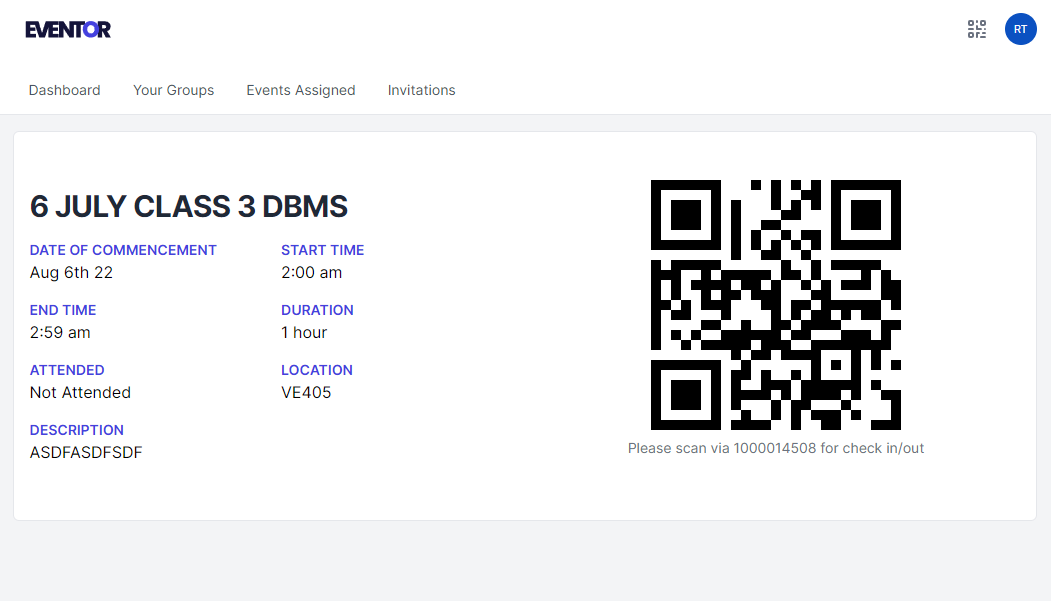 EVENTOR
RT
Dashboard Your Groups Events Assigned Invitations
6 JULY CLASS 3 DBMS
DATE OF COMMENCEMENT START TIME
Aug 6th 22 2:00 am
END TIME DURATION
2:59 am 1 hour
ATTENDED LOCATION
Not Attended VE405
DESCRIPTION
ASDFASDFSDF
Please scan via 1000014508 for check in/out